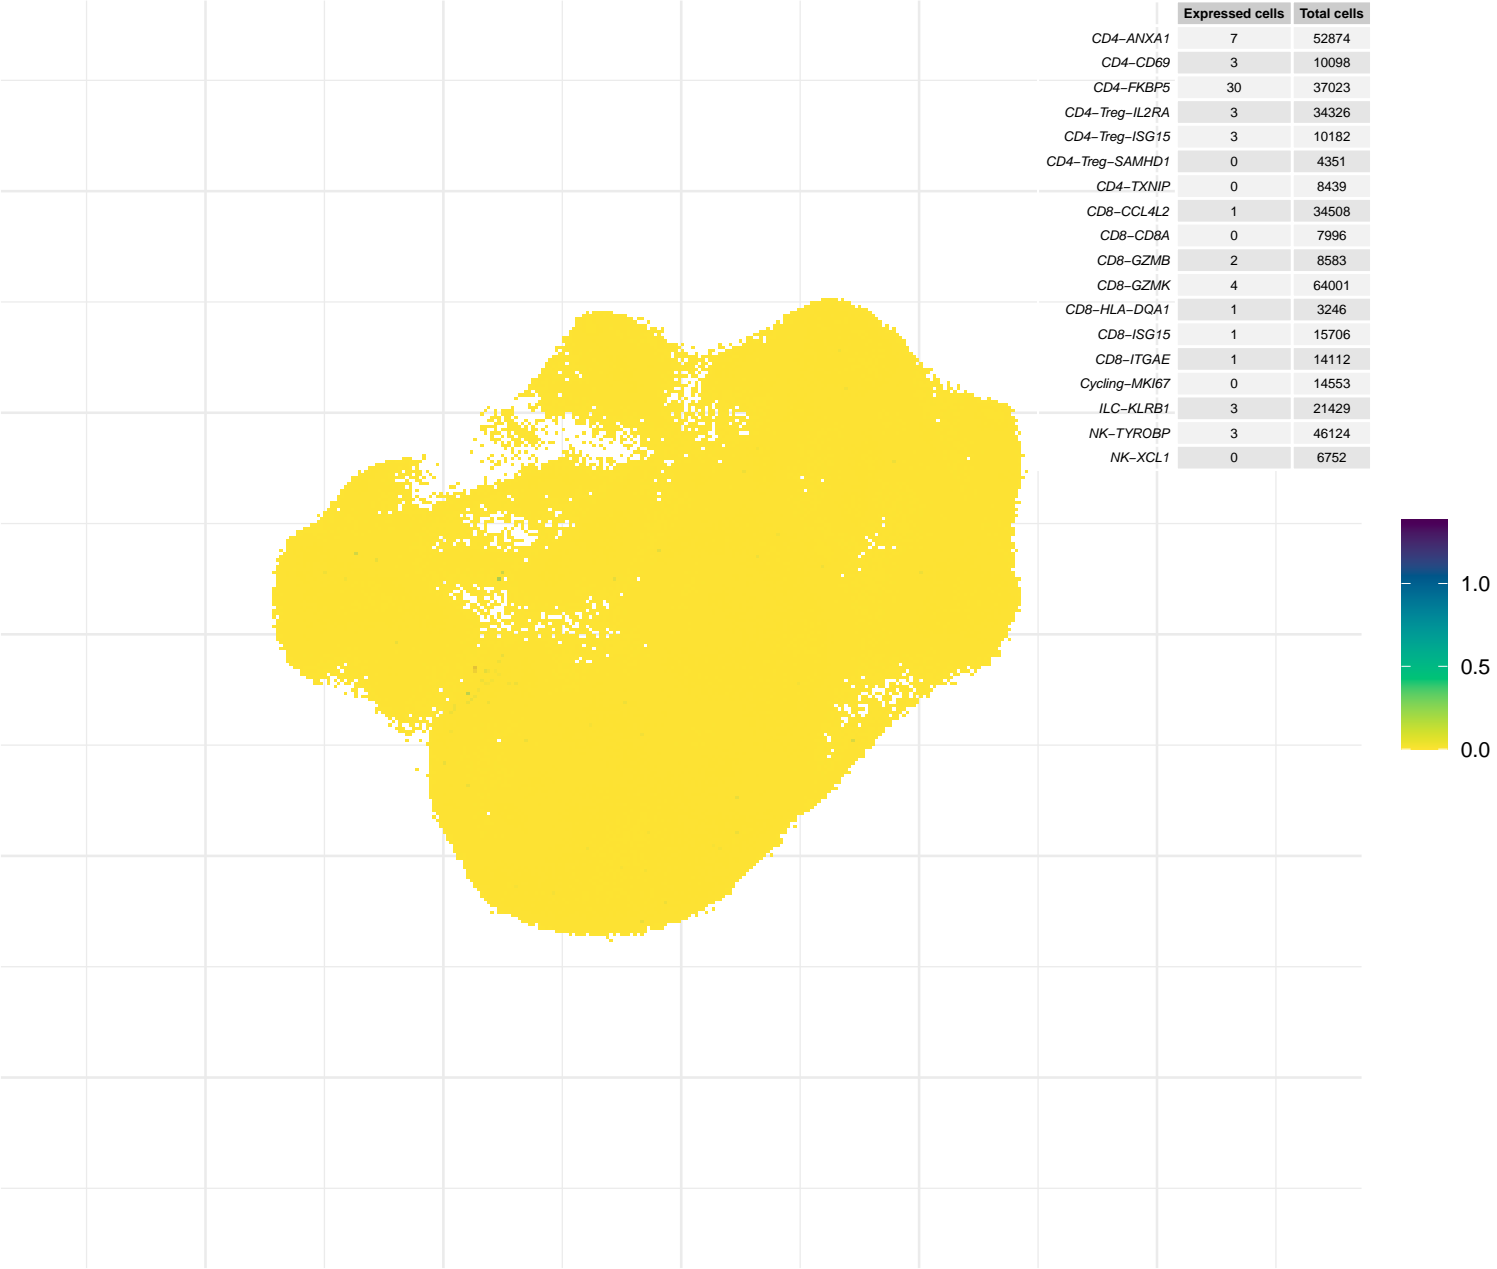 Expressed cells Total cells
CD4−ANXA1 7 52874
CD4−CD69 3 10098
CD4−FKBP5 30 37023
CD4−Treg−IL2RA 3 34326
CD4−Treg−ISG15 3 10182
CD4−Treg−SAMHD1 0 4351
CD4−TXNIP 0 8439
CD8−CCL4L2 1 34508
CD8−CD8A 0 7996
CD8−GZMB 2 8583
CD8−GZMK 4 64001
CD8−HLA−DQA1 1 3246
CD8−ISG15 1 15706
CD8−ITGAE 1 14112
Cycling−MKI67 0 14553
ILC−KLRB1 3 21429
NK−TYROBP 3 46124
NK−XCL1 0 6752
1.0
0.5
0.0